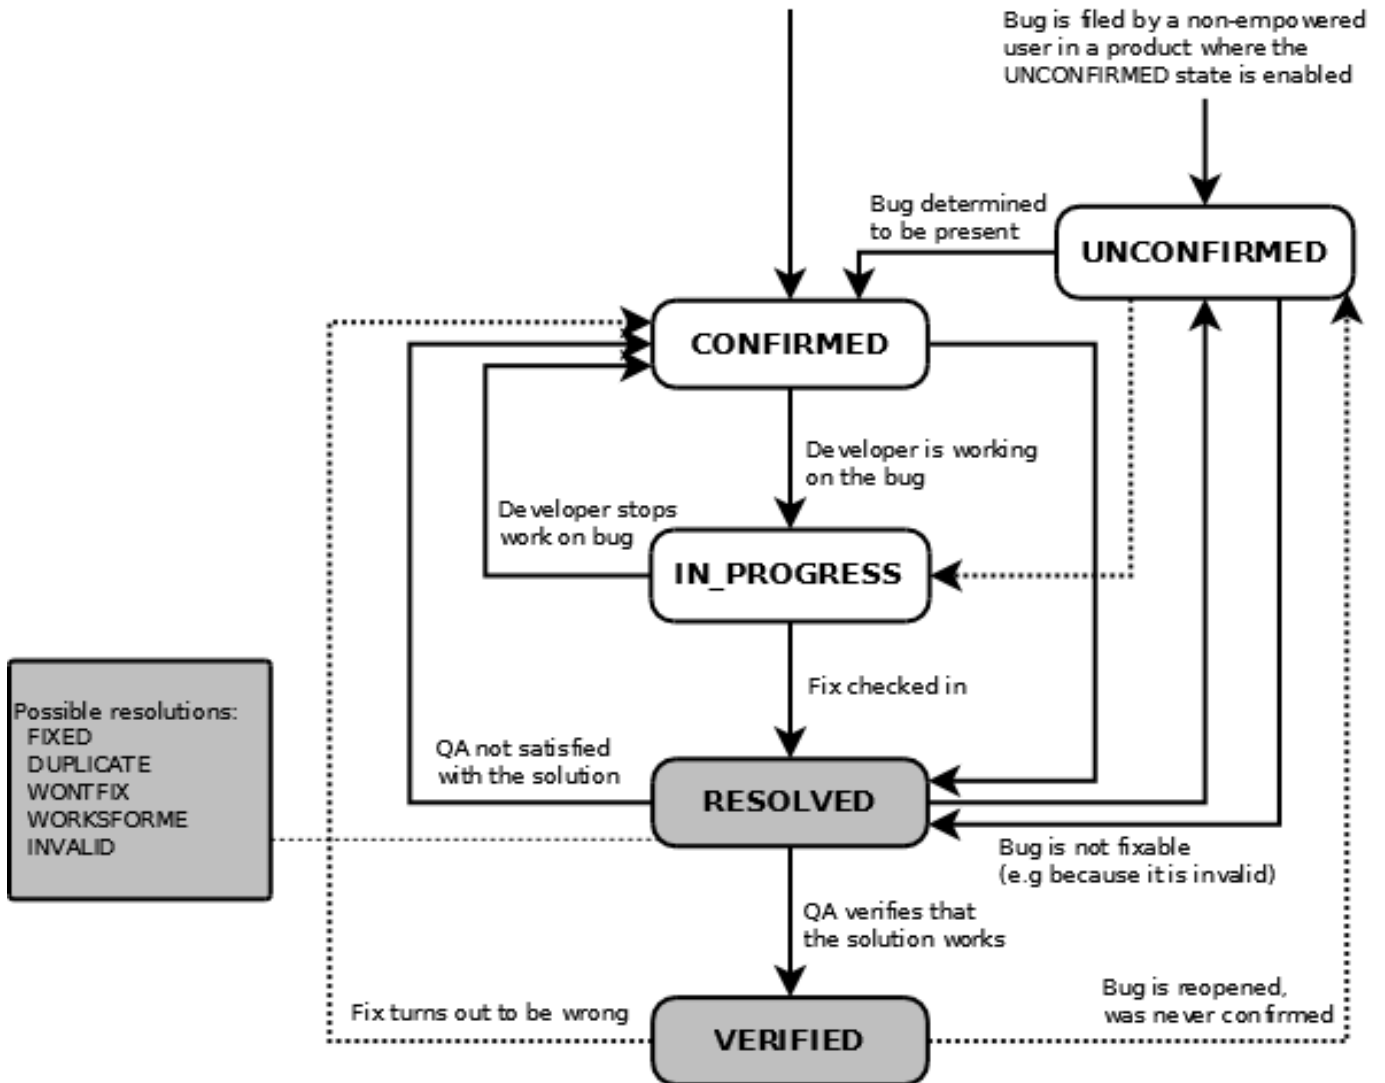 Bug is filed by a non-empowered
user in a product where the
UNCONFIRMED state is enabled
Bug determined
to be present
UNCONFIRMED
CONFIRMED
Developer is working
on the bug
Developer stops
work on bug
IN_PROGRESS
Fix checked in
Possible resolutions:
FIXED
DUPLICATE
WONTFIX
WORKSFORME
INVALID
QA not satisfied
with the solution
RESOLVED
Bug is not fixable
(e.g because it is invalid)
QA verifies that
the solution works
Fix turns out to be wrong
VERIFIED
Bug is reopened,
was never confirmed